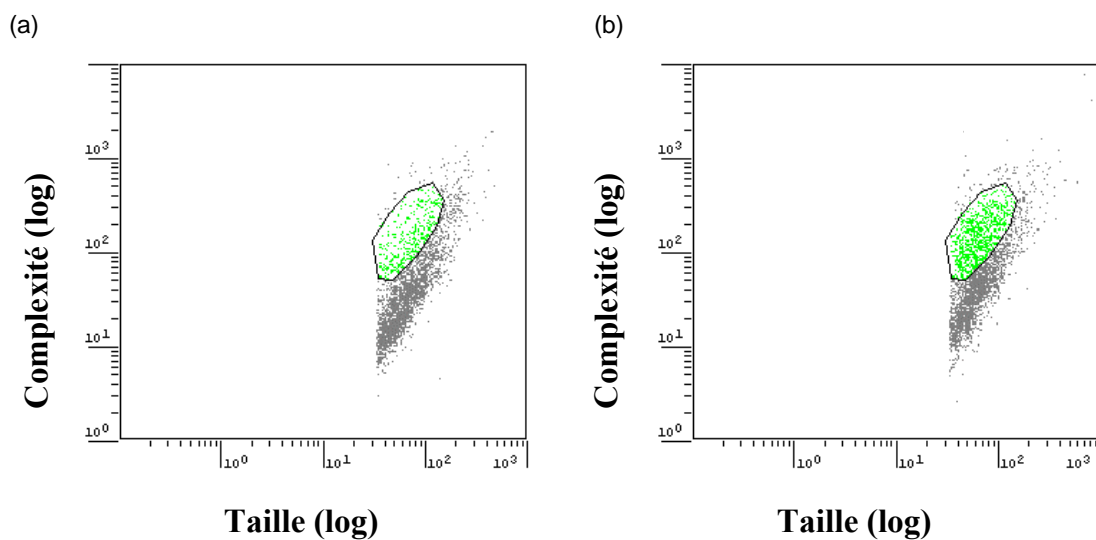 (a) (b)
10³ 10³
10² 10²
10¹ 10¹
10⁰ 10⁰
Complexité (log) Complexité (log)
10⁰ 10¹ 10² 10³ 10⁰ 10¹ 10² 10³
Taille (log) Taille (log)